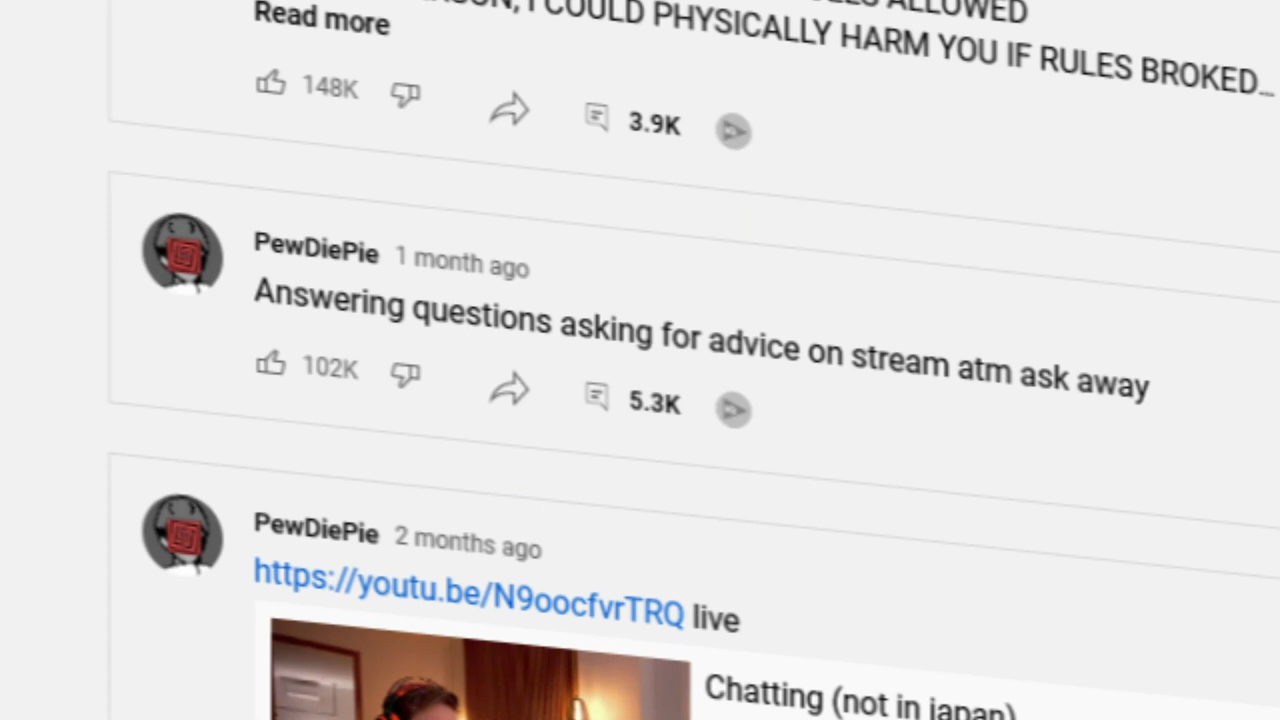 ALLOWED
I COULD PHYSICALLY HARM YOU IF RULES BROKED...
Read more
148K 3.9K
PewDiePie 1 month ago
Answering questions asking for advice on stream atm ask away
102K 5.3K
PewDiePie 2 months ago
https://youtu.be/N9oocfvrTRQ live
Chatting (not in japan)